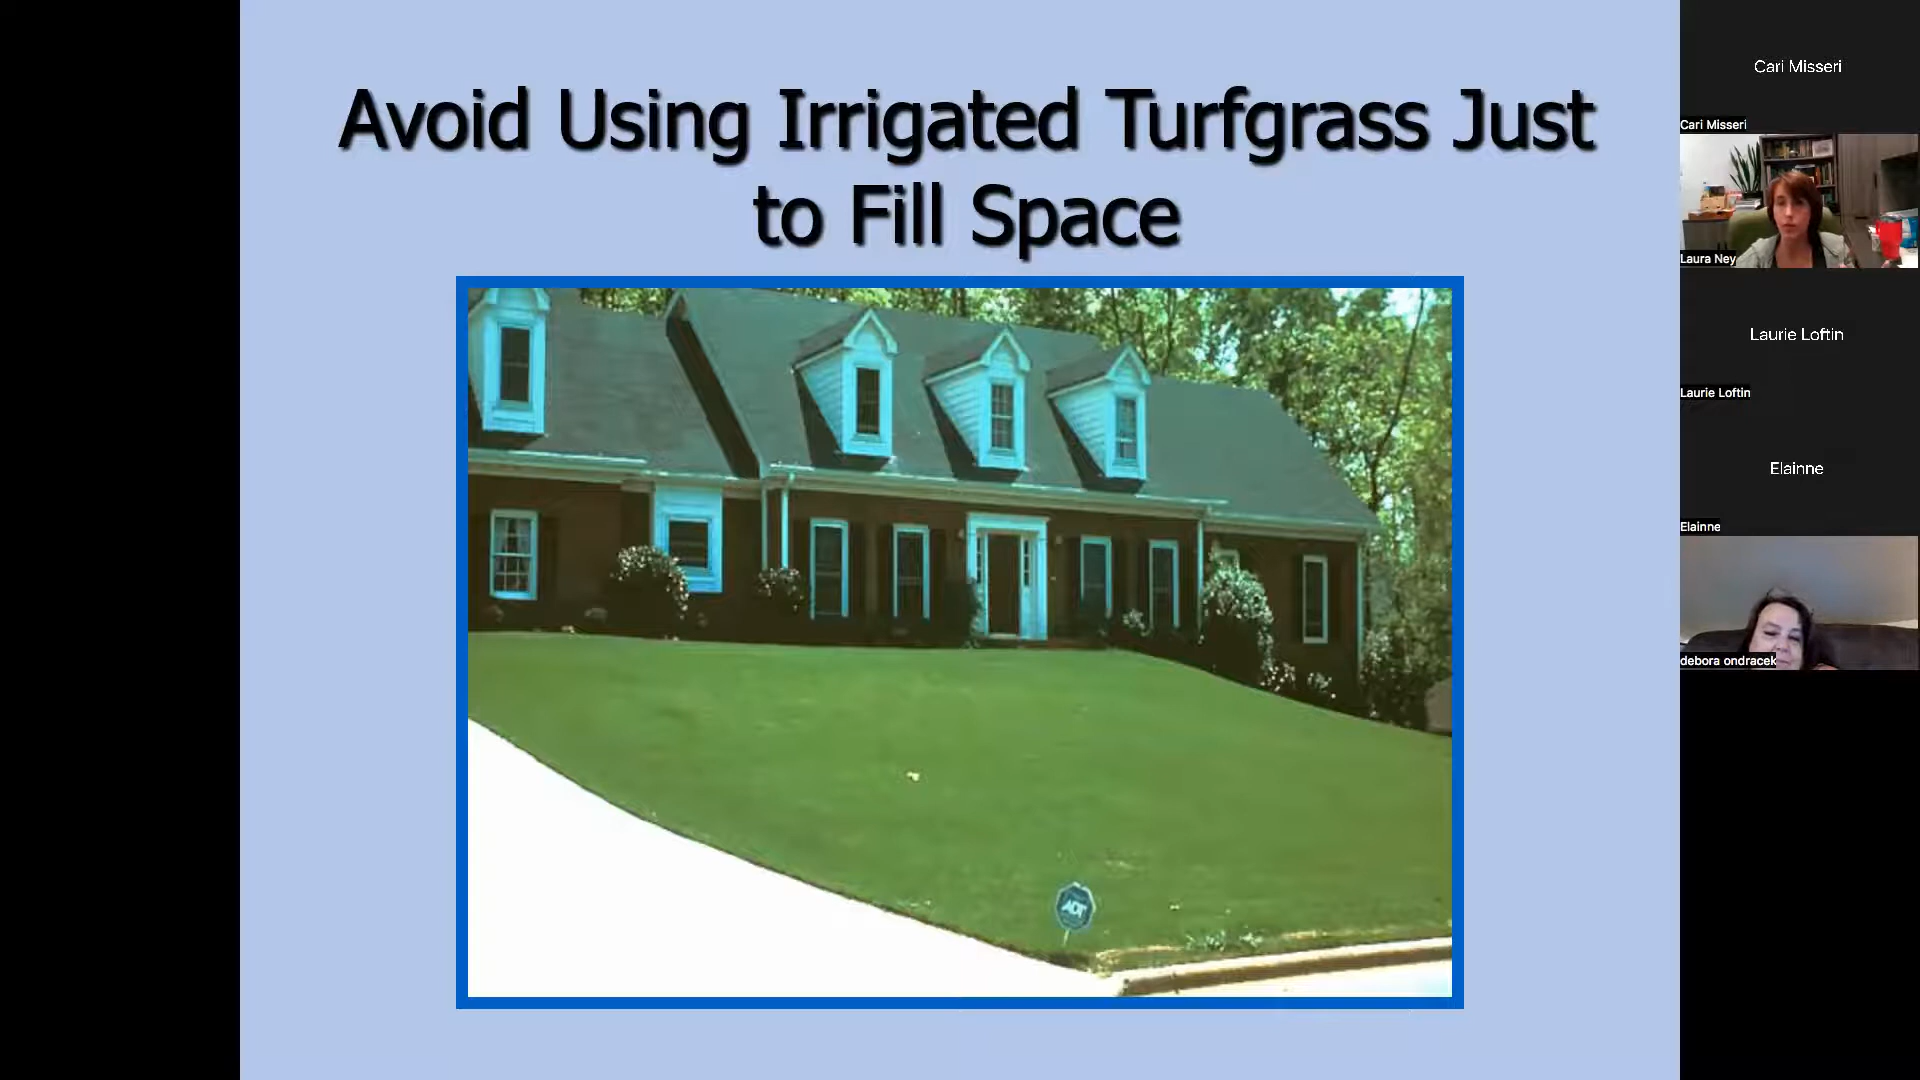 Avoid Using Irrigated Turfgrass Just
to Fill Space
ADT
Cari Misseri
Cari Misseri
Laura Ney
Laurie Loftin
Laurie Loftin
Elainne
Elainne
debora ondracek